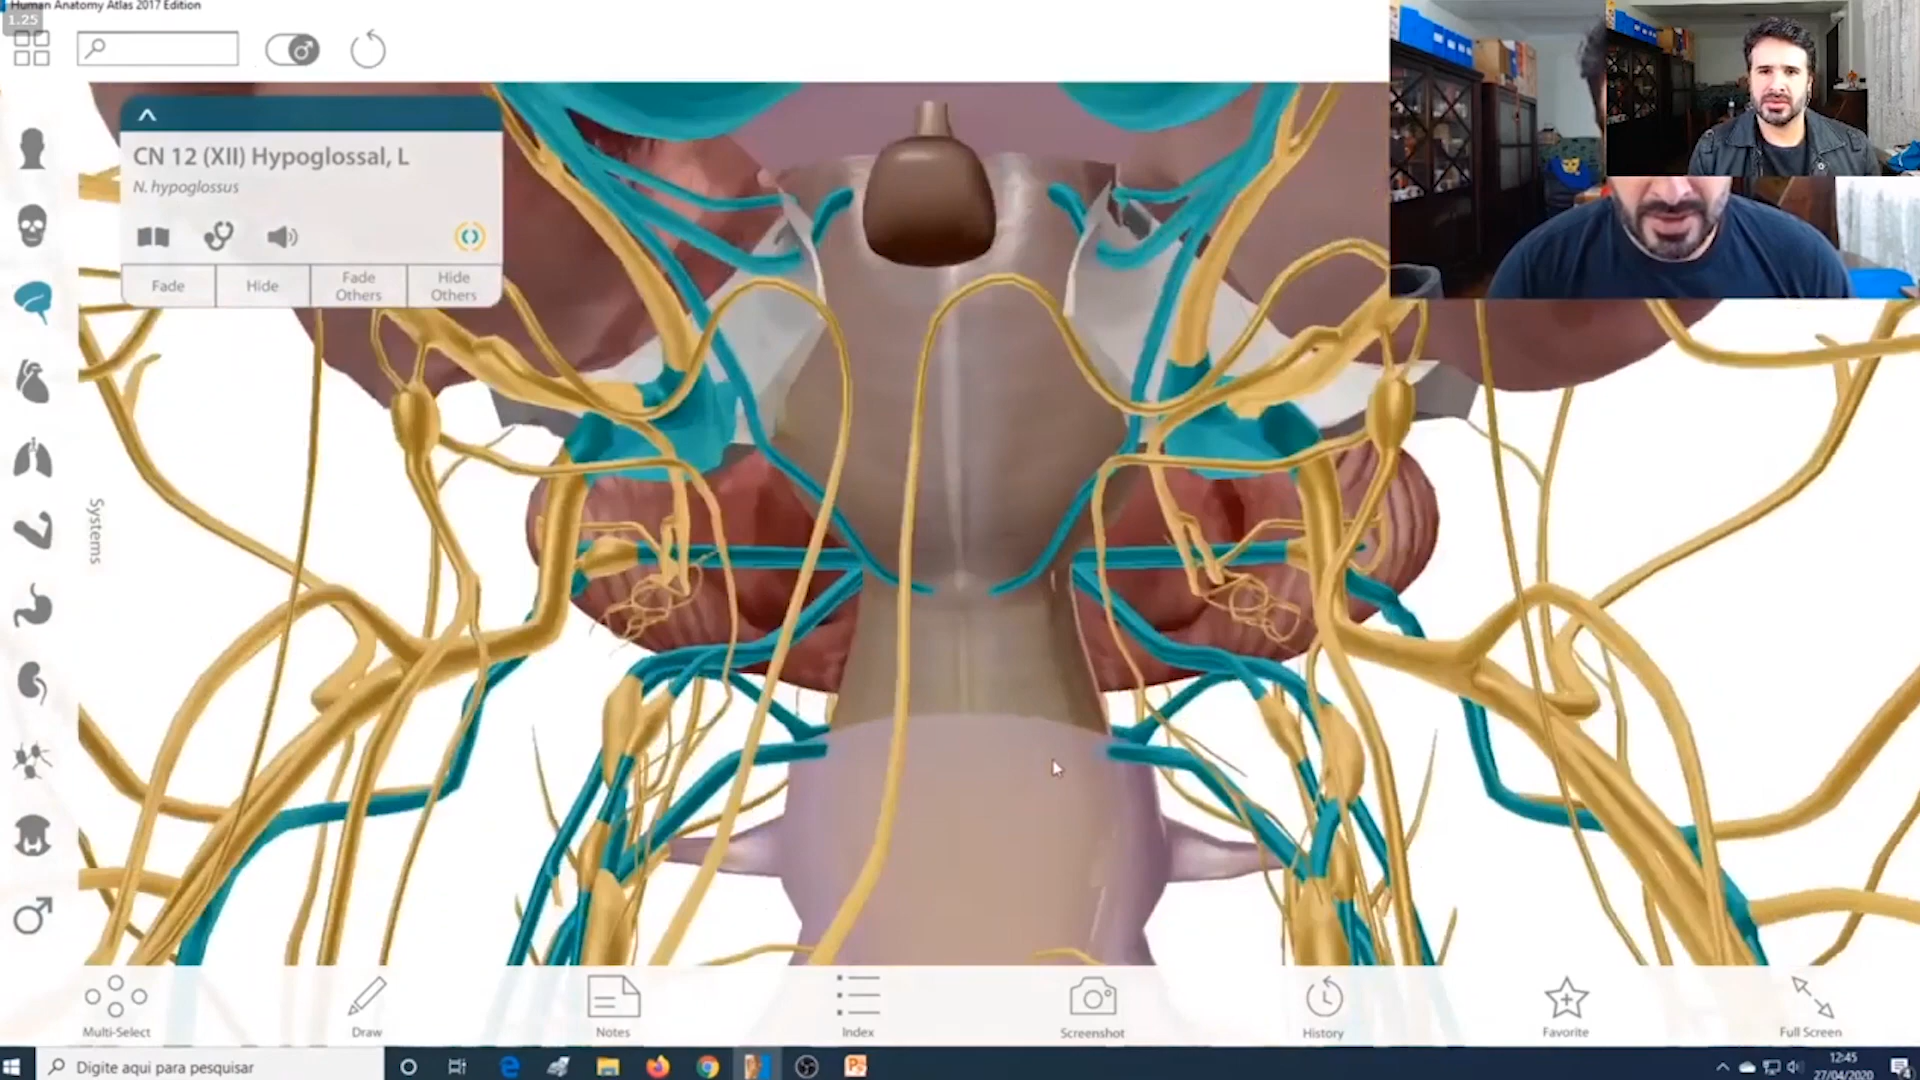 Human Anatomy Atlas 2017 Edition
1.25
CN 12 (XII) Hypoglossal, L
N. hypoglossus
Fade
Hide
Fade Others
Hide Others
Systems
Multi-Select
Draw
Notes
Index
Screenshot
History
Favorite
Full Screen
Digite aqui para pesquisar
12:45
27/04/2020